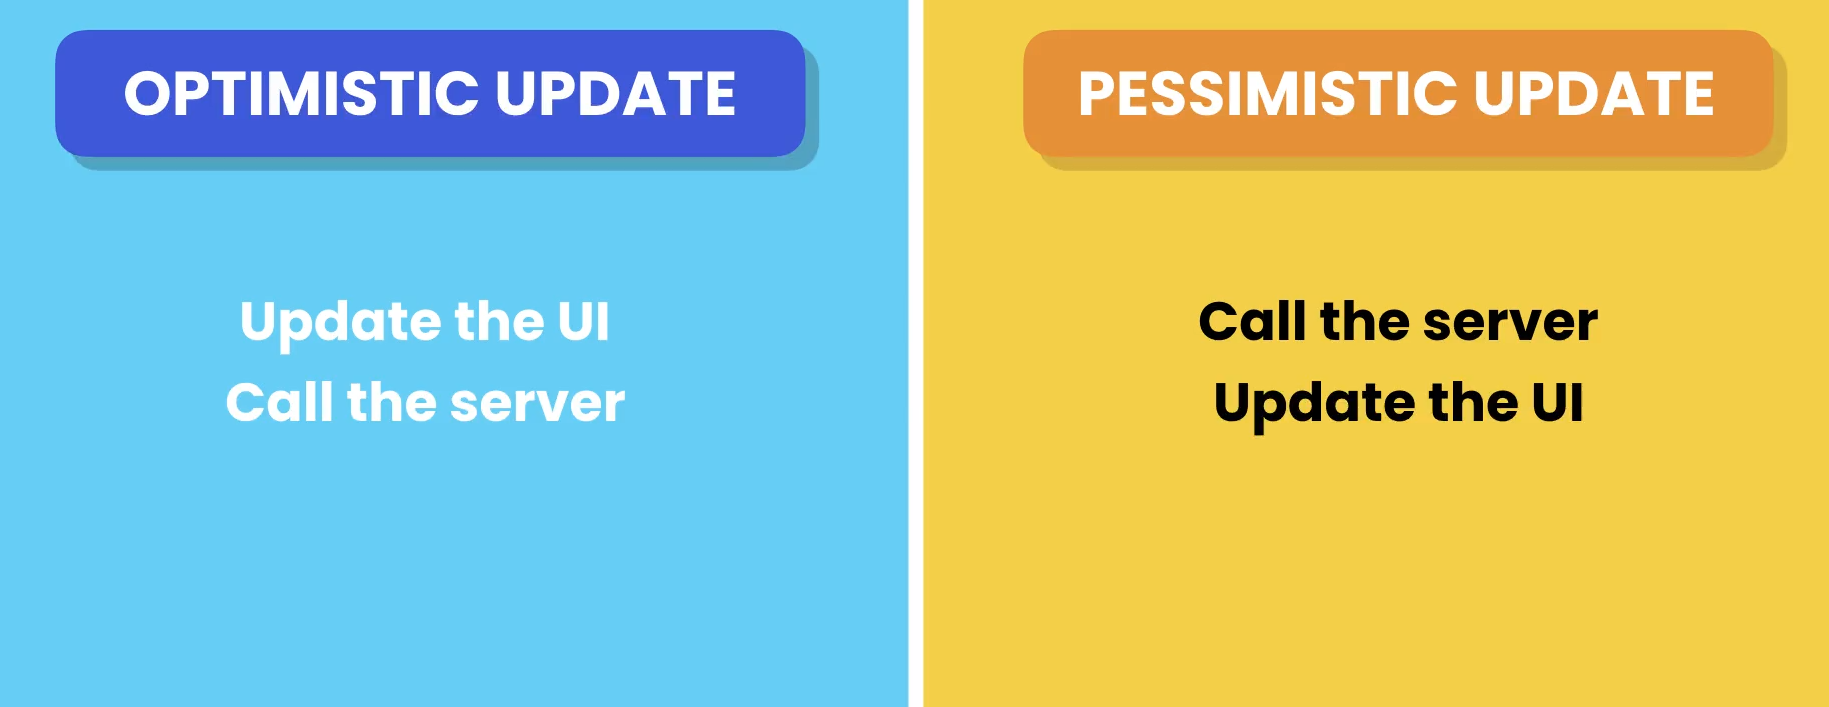 OPTIMISTIC UPDATE
Update the UI
Call the server
PESSIMISTIC UPDATE
Call the server
Update the UI